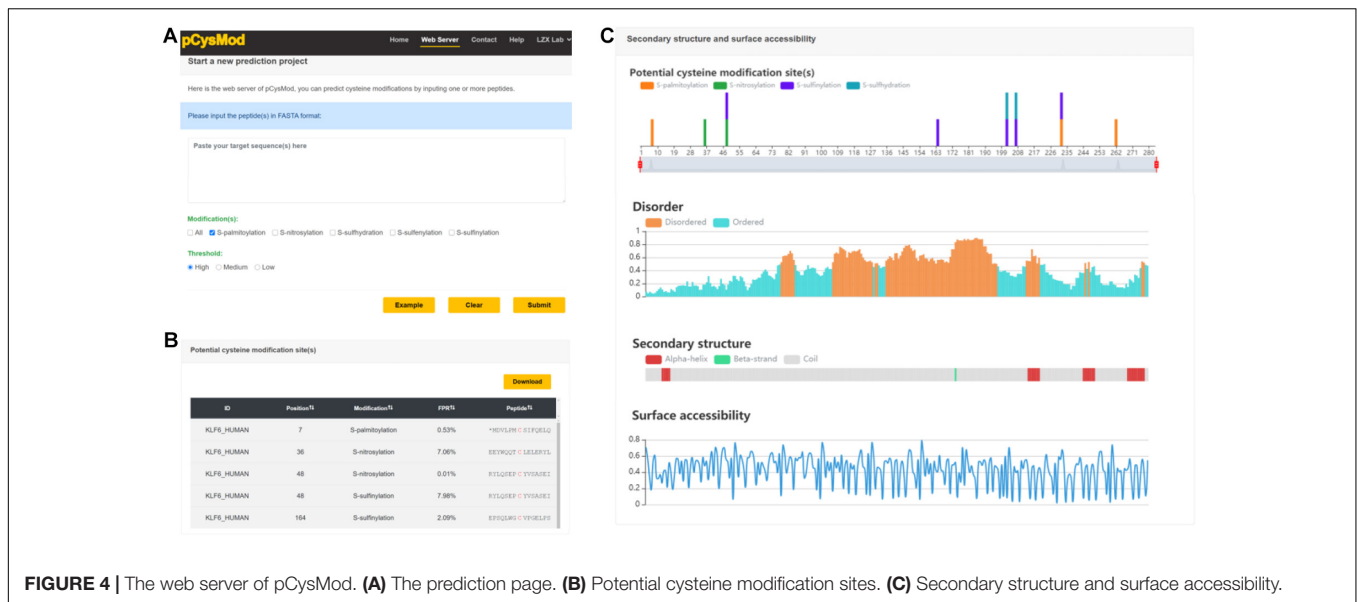 A
pCysMod
Home Web Server Contact Help LZX Lab
Start a new prediction project
Here is the web server of pCysMod, you can predict cysteine modifications by inputing one or more peptides.
Please input the peptide(s) in FASTA format:
Paste your target sequence(s) here
Modification(s):
All S-palmitoylation S-nitrosylation S-sulfhydration S-sulfenylation S-sulfinylation
Threshold:
High Medium Low
Example Clear Submit
B
Potential cysteine modification site(s)
Download
ID Position Modification FPR Peptide
KLF6_HUMAN 7 S-palmitoylation 0.53% *MDVLPMCSIFQELQ
KLF6_HUMAN 36 S-nitrosylation 7.06% EEYWQQTCLELERYL
KLF6_HUMAN 48 S-nitrosylation 0.01% RYLQSEPCYVSASEI
KLF6_HUMAN 48 S-sulfinylation 7.98% RYLQSEPCYVSASEI
KLF6_HUMAN 164 S-sulfinylation 2.09% EPSQLWGCVPGELPS
C
Secondary structure and surface accessibility
Potential cysteine modification site(s)
S-palmitoylation S-nitrosylation S-sulfinylation S-sulfhydration
1 10 19 28 37 46 55 64 73 82 91 100 109 118 127 136 145 154 163 172 181 190 199 208 217 226 235 244 253 262 271 280
Disorder
Disordered Ordered
1
0.8
0.6
0.4
0.2
0
Secondary structure
Alpha-helix Beta-strand Coil
Surface accessibility
0.8
0.6
0.4
0.2
0
FIGURE 4 | The web server of pCysMod. (A) The prediction page. (B) Potential cysteine modification sites. (C) Secondary structure and surface accessibility.